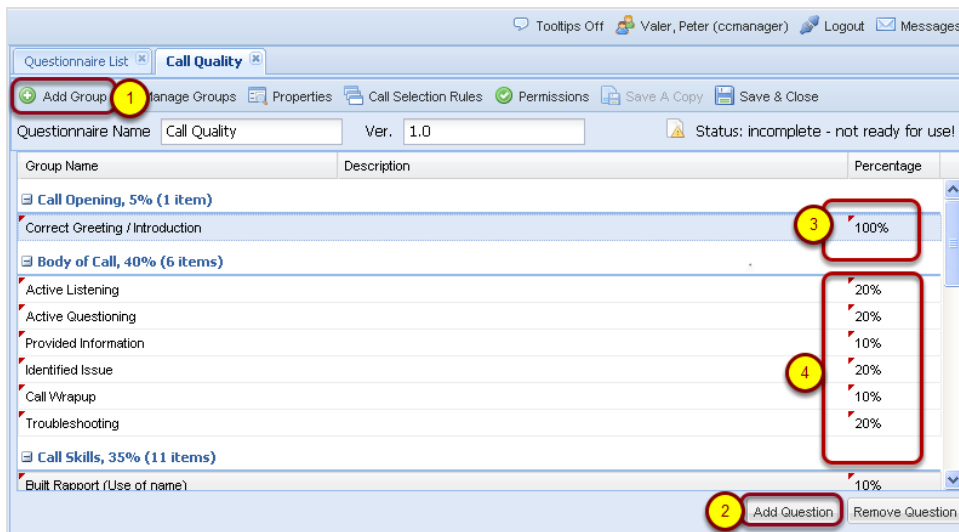 Tooltips Off Valer, Peter (ccmanager) Logout Messages
Questionnaire List Call Quality
Add Group 1 Manage Groups Properties Call Selection Rules Permissions Save A Copy Save & Close
Questionnaire Name Call Quality Ver. 1.0 Status: incomplete - not ready for use!
Group Name Description Percentage
Call Opening, 5% (1 item)
Correct Greeting / Introduction 3 100%
Body of Call, 40% (6 items)
Active Listening 20%
Active Questioning 20%
Provided Information 10%
Identified Issue 4 20%
Call Wrapup 10%
Troubleshooting 20%
Call Skills, 35% (11 items)
Built Rapport (Use of name) 10%
2 Add Question Remove Question